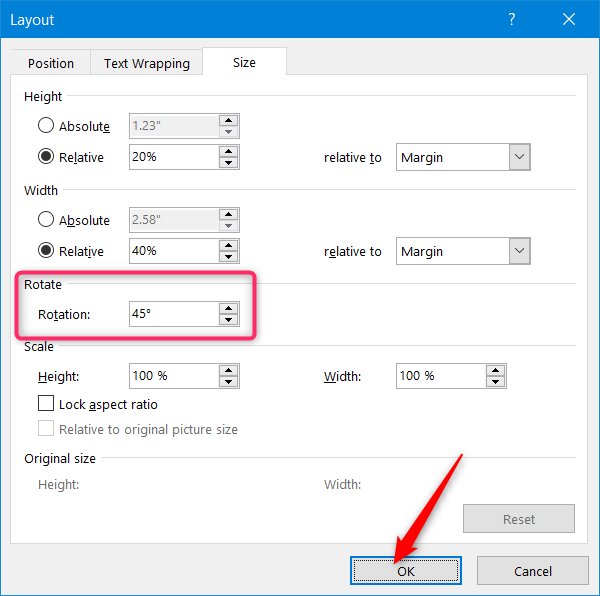 Layout ?
Position Text Wrapping Size
Height
Absolute 1.23"
Relative 20% relative to Margin
Width
Absolute 2.58"
Relative 40% relative to Margin
Rotate
Rotation: 45°
Scale
Height: 100 % Width: 100 %
Lock aspect ratio
Relative to original picture size
Original size
Height: Width:
Reset
OK Cancel